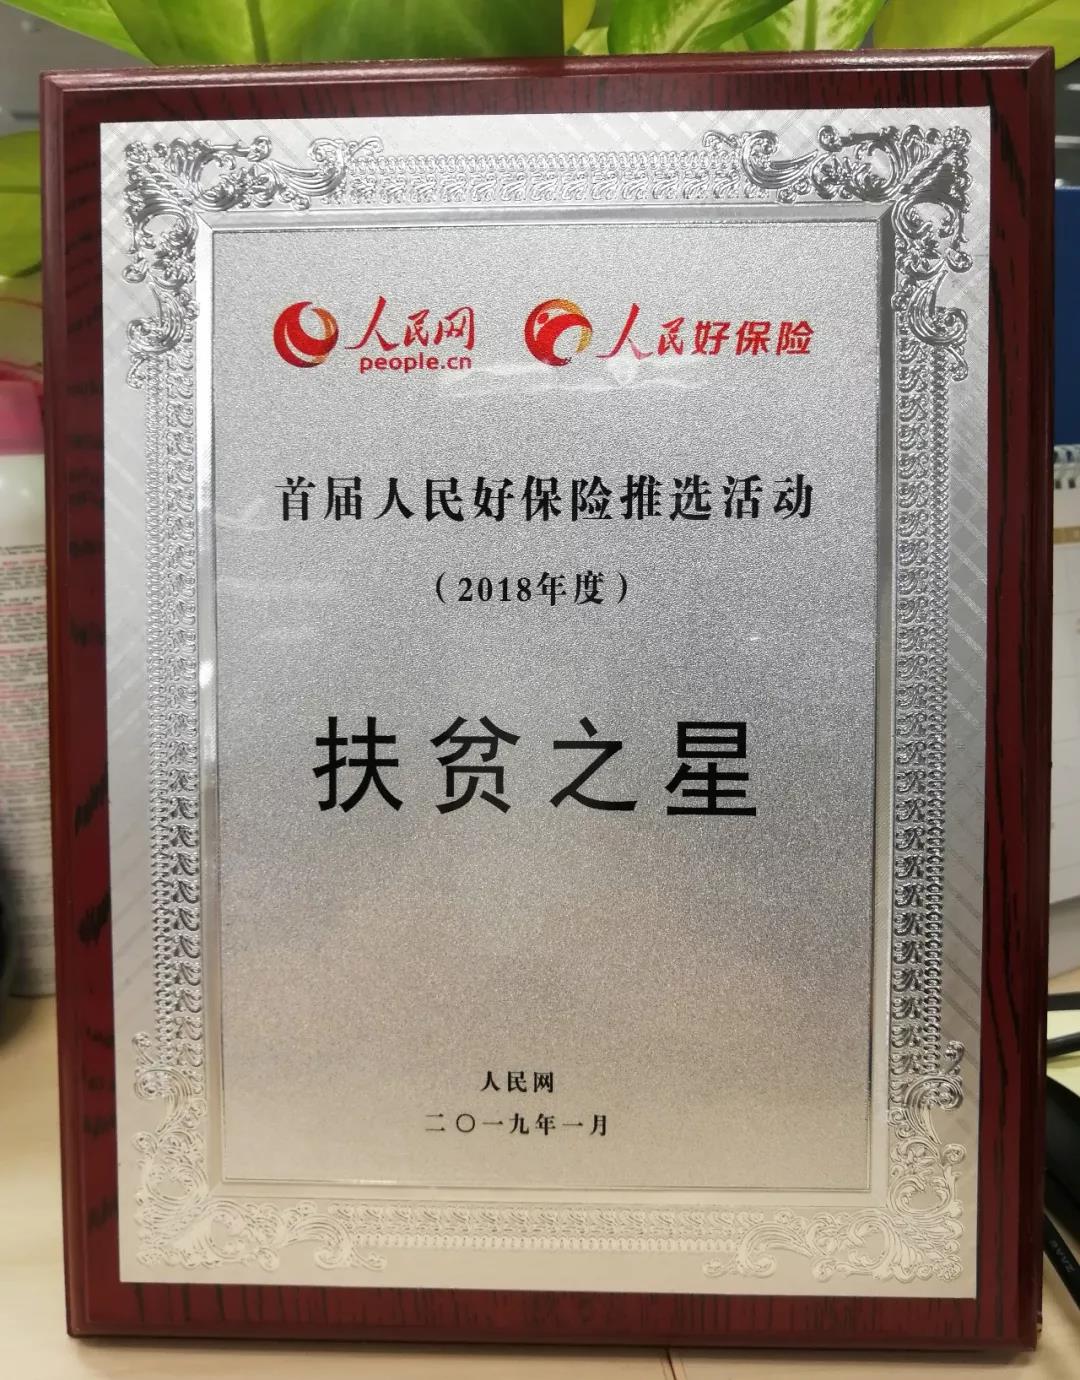 人民网 人民好保险
people.cn
首届人民好保险推选活动
（2018年度）
扶贫之星
人民网
二〇一九年一月